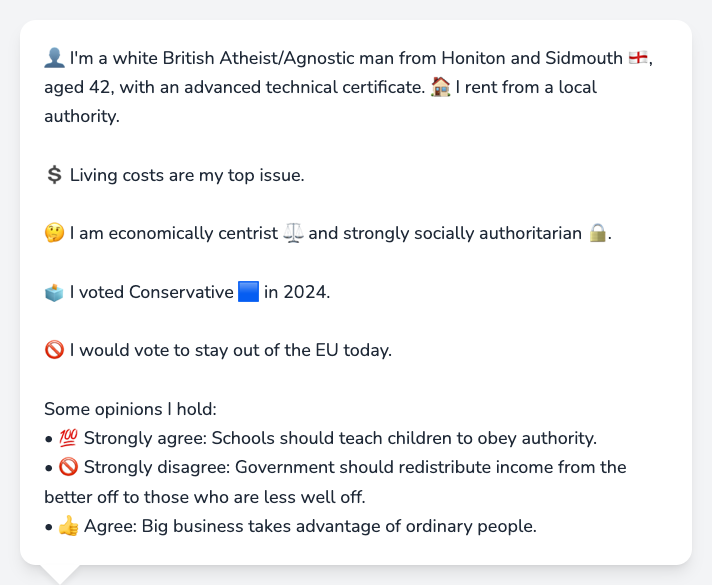 👤 I'm a white British Atheist/Agnostic man from Honiton and Sidmouth 🏴󠁧󠁢󠁥󠁮󠁧󠁿,
aged 42, with an advanced technical certificate. 🏠 I rent from a local
authority.
💲 Living costs are my top issue.
🤔 I am economically centrist ⚖️ and strongly socially authoritarian 🔒.
🗳️ I voted Conservative 🟦 in 2024.
🚫 I would vote to stay out of the EU today.
Some opinions I hold:
• 💯 Strongly agree: Schools should teach children to obey authority.
• 🚫 Strongly disagree: Government should redistribute income from the
better off to those who are less well off.
• 👍 Agree: Big business takes advantage of ordinary people.